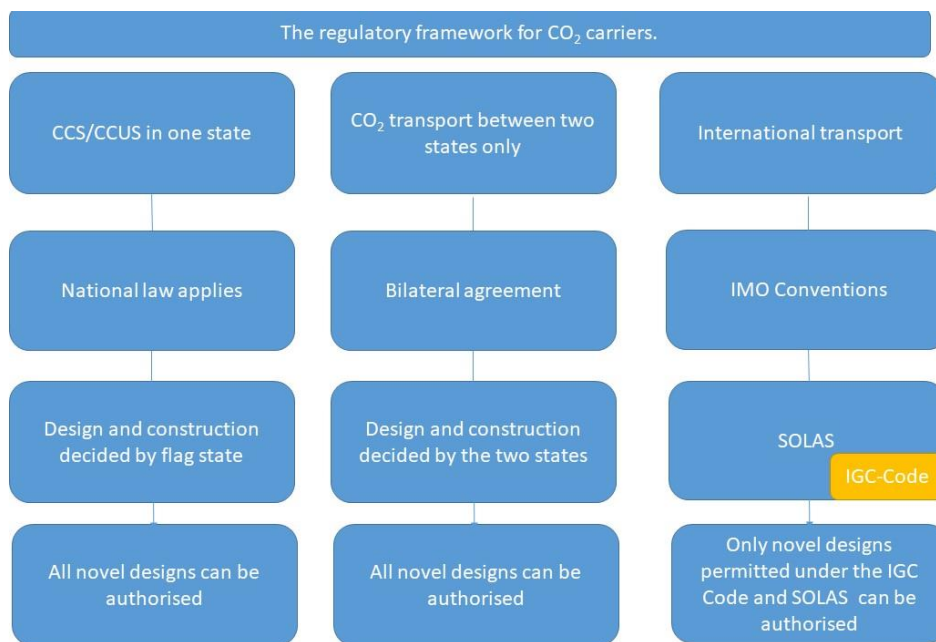 The regulatory framework for CO₂ carriers.
CCS/CCUS in one state
CO₂ transport between two
states only
International transport
National law applies
Bilateral agreement
IMO Conventions
Design and construction
decided by flag state
Design and construction
decided by the two states
SOLAS
IGC-Code
All novel designs can be
authorised
All novel designs can be
authorised
Only novel designs
permitted under the IGC
Code and SOLAS can be
authorised